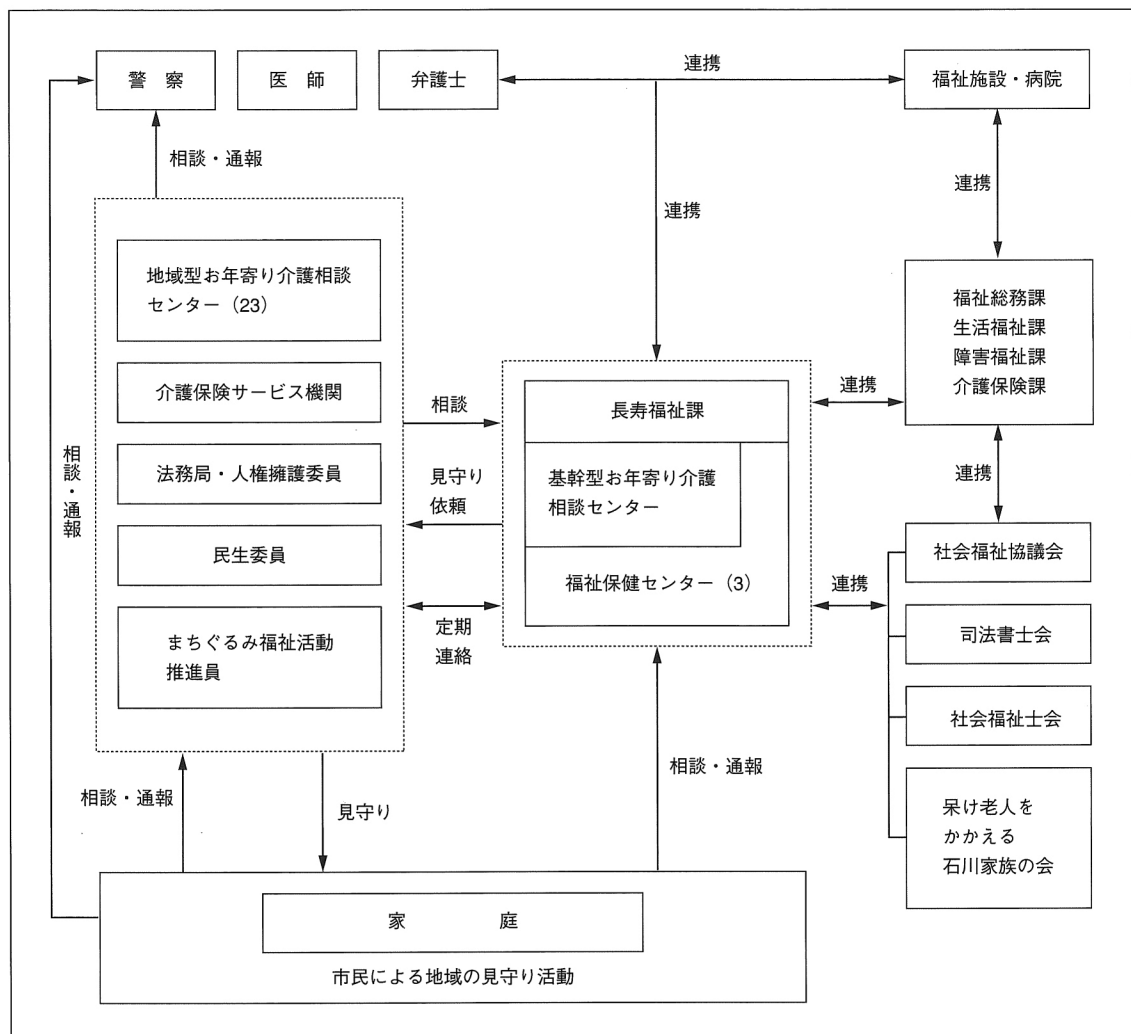 警　察
医　師
弁護士
連携
福祉施設・病院
相談・通報
連携
連携
地域型お年寄り介護相談
センター（23）
介護保険サービス機関
法務局・人権擁護委員
民生委員
まちぐるみ福祉活動
推進員
相談・通報
相談
見守り
依頼
定期
連絡
長寿福祉課
基幹型お年寄り介護
相談センター
福祉保健センター（3）
連携
福祉総務課
生活福祉課
障害福祉課
介護保険課
連携
連携
社会福祉協議会
司法書士会
社会福祉士会
呆け老人を
かかえる
石川家族の会
相談・通報
見守り
相談・通報
家　　　庭
市民による地域の見守り活動